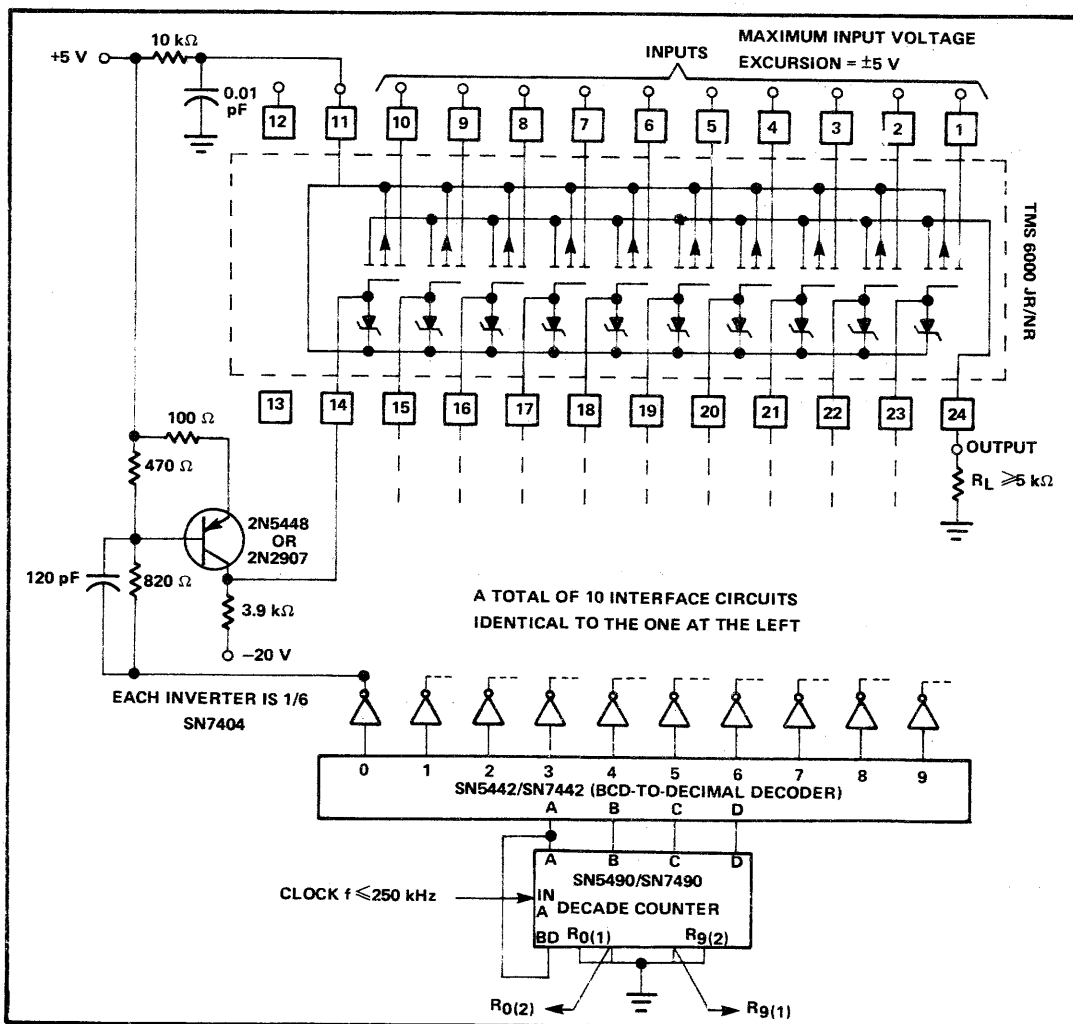 +5 V
10 kΩ
0.01
pF
INPUTS
MAXIMUM INPUT VOLTAGE
EXCURSION = ±5 V
12
11
10
9
8
7
6
5
4
3
2
1
TMS 6000 JR/NR
13
14
15
16
17
18
19
20
21
22
23
24
OUTPUT
RL ≥5 kΩ
100 Ω
470 Ω
2N5448
OR
2N2907
120 pF
820 Ω
3.9 kΩ
−20 V
A TOTAL OF 10 INTERFACE CIRCUITS
IDENTICAL TO THE ONE AT THE LEFT
EACH INVERTER IS 1/6
SN7404
0 1 2 3 4 5 6 7 8 9
SN5442/SN7442 (BCD-TO-DECIMAL DECODER)
A B C D
A B C D
SN5490/SN7490
DECADE COUNTER
CLOCK f ≤250 kHz
IN
A
BD
R0(1)
R9(2)
R0(2)
R9(1)